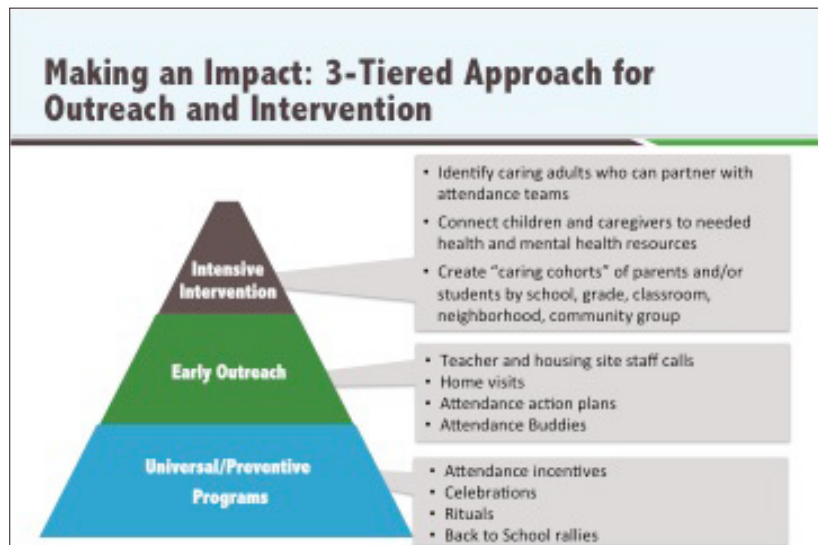 Making an Impact: 3-Tiered Approach for
Outreach and Intervention
Intensive
Intervention
• Identify caring adults who can partner with
attendance teams
• Connect children and caregivers to needed
health and mental health resources
• Create “caring cohorts” of parents and/or
students by school, grade, classroom,
neighborhood, community group
Early Outreach
• Teacher and housing site staff calls
• Home visits
• Attendance action plans
• Attendance Buddies
Universal/Preventive
Programs
• Attendance incentives
• Celebrations
• Rituals
• Back to School rallies